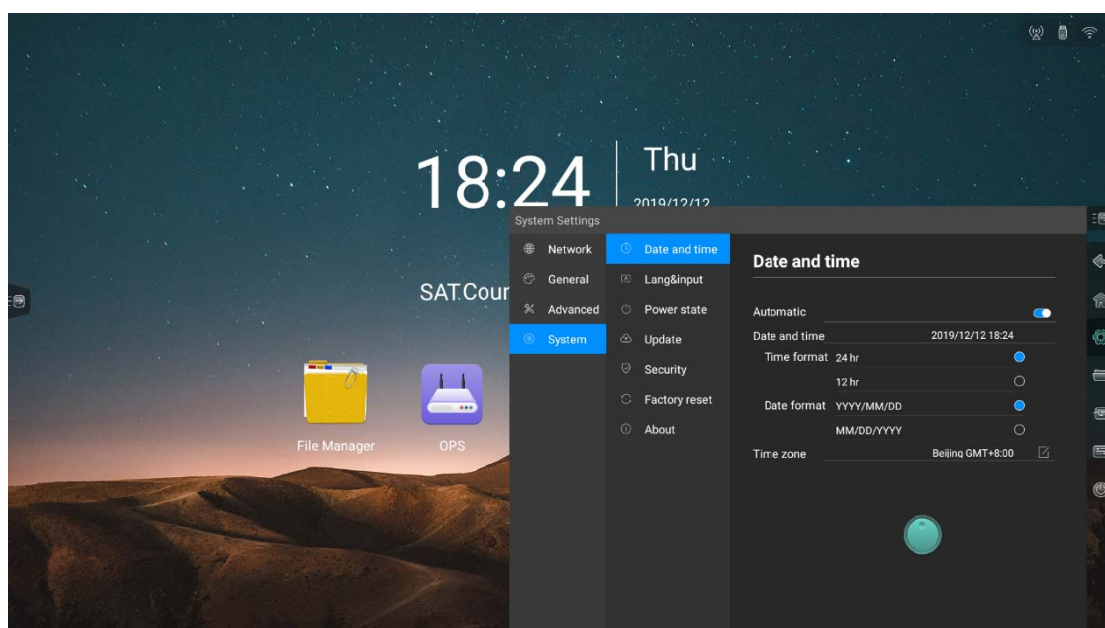 18:24
Thu
2019/12/12
SAT.Cour
File Manager
OPS
System Settings
Network
General
Advanced
System
Date and time
Lang&input
Power state
Update
Security
Factory reset
About
Date and time
Automatic
Date and time 2019/12/12 18:24
Time format 24 hr
12 hr
Date format YYYY/MM/DD
MM/DD/YYYY
Time zone Beijing GMT+8:00